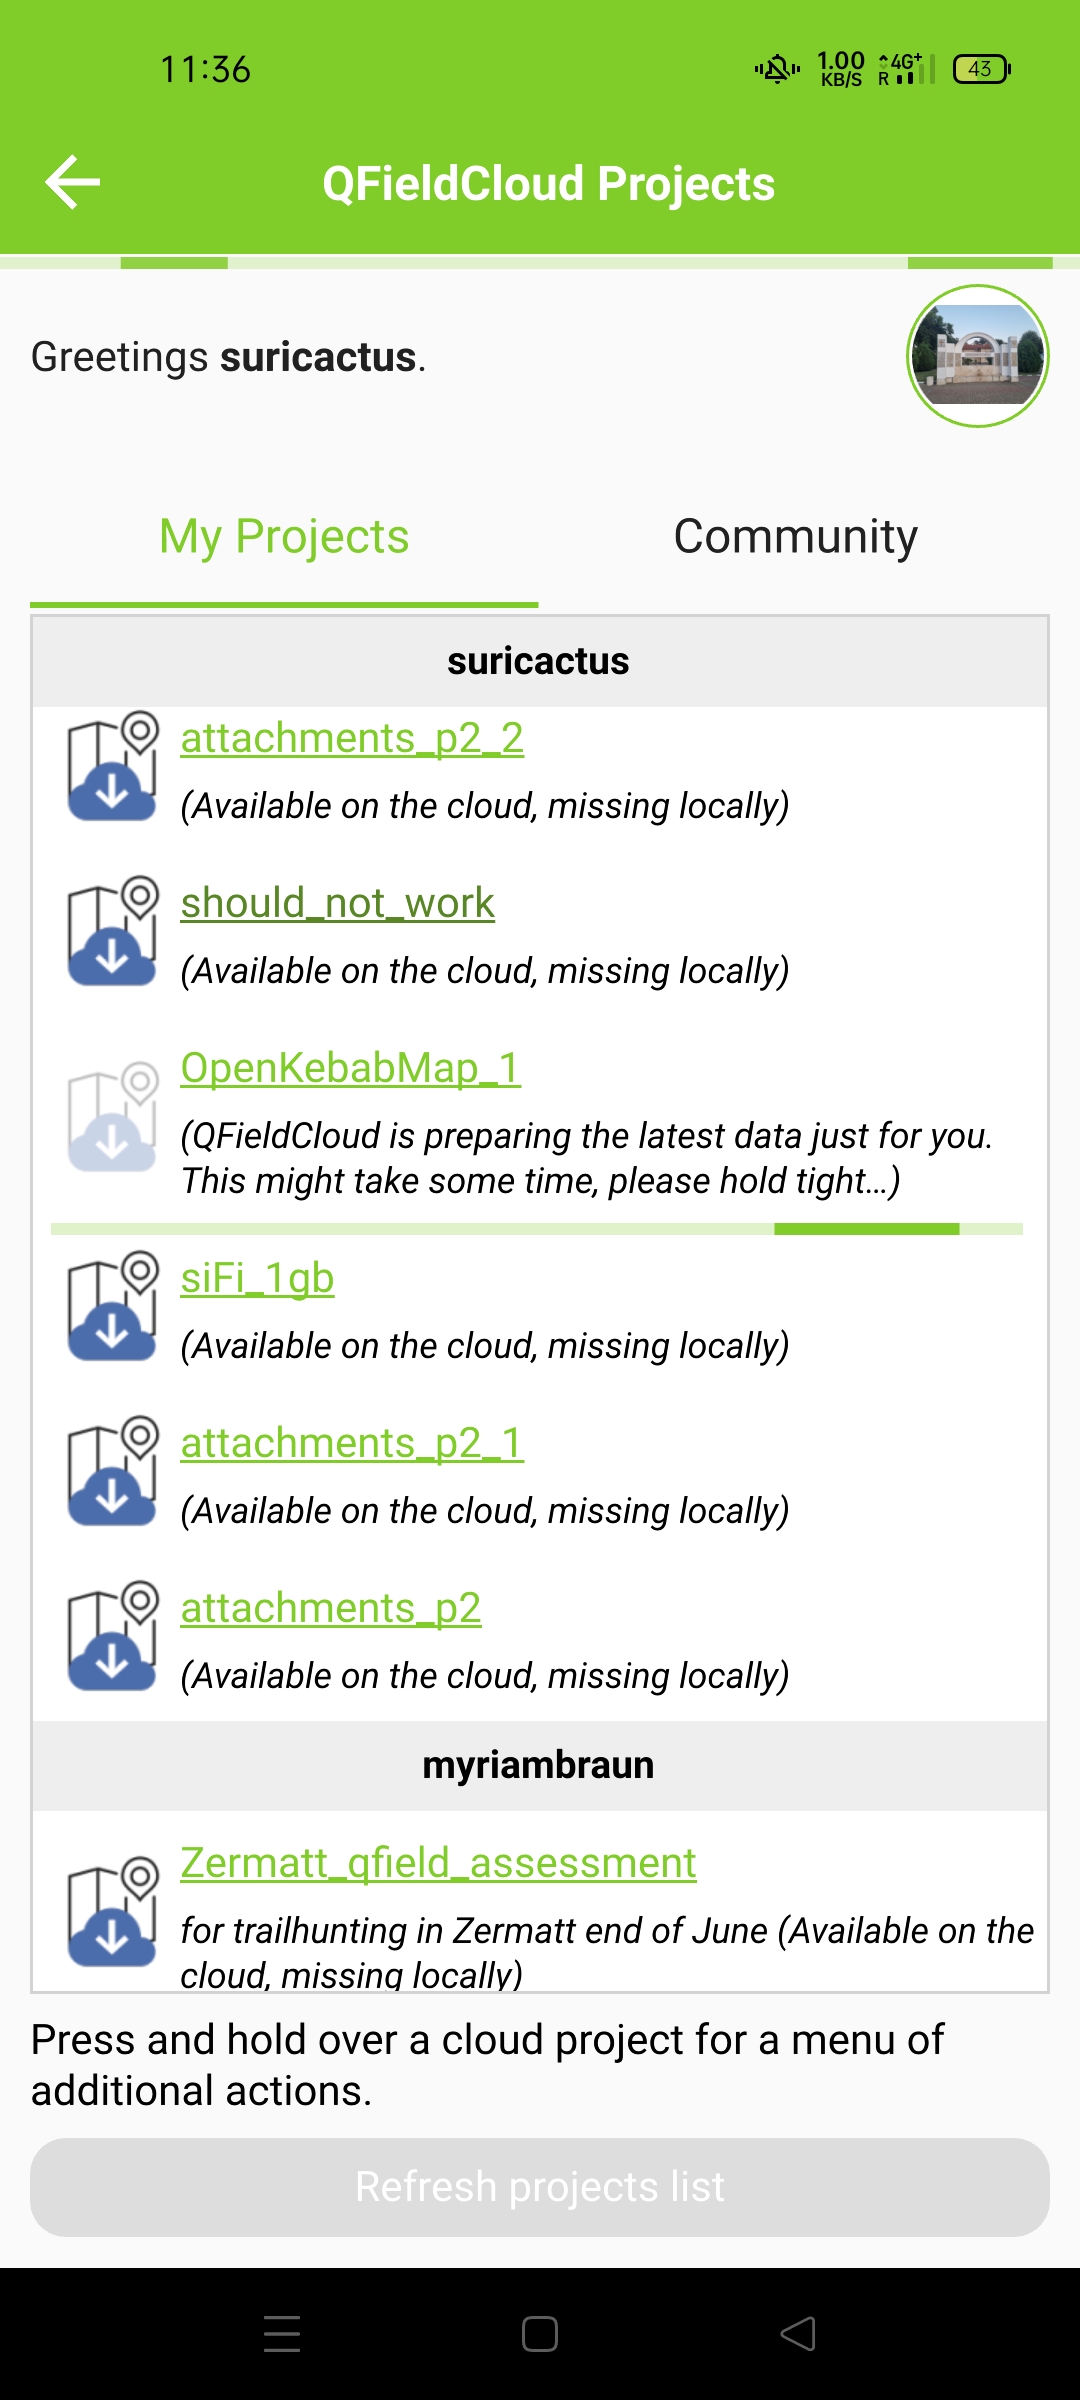 11:36
1.00 KB/S
4G+
R
43
QFieldCloud Projects
Greetings suricactus.
My Projects
Community
suricactus
attachments_p2_2
(Available on the cloud, missing locally)
should_not_work
(Available on the cloud, missing locally)
OpenKebabMap_1
(QFieldCloud is preparing the latest data just for you.
This might take some time, please hold tight...)
siFi_1gb
(Available on the cloud, missing locally)
attachments_p2_1
(Available on the cloud, missing locally)
attachments_p2
(Available on the cloud, missing locally)
myriambraun
Zermatt_qfield_assessment
for trailhunting in Zermatt end of June (Available on the
cloud, missing locally)
Press and hold over a cloud project for a menu of
additional actions.
Refresh projects list